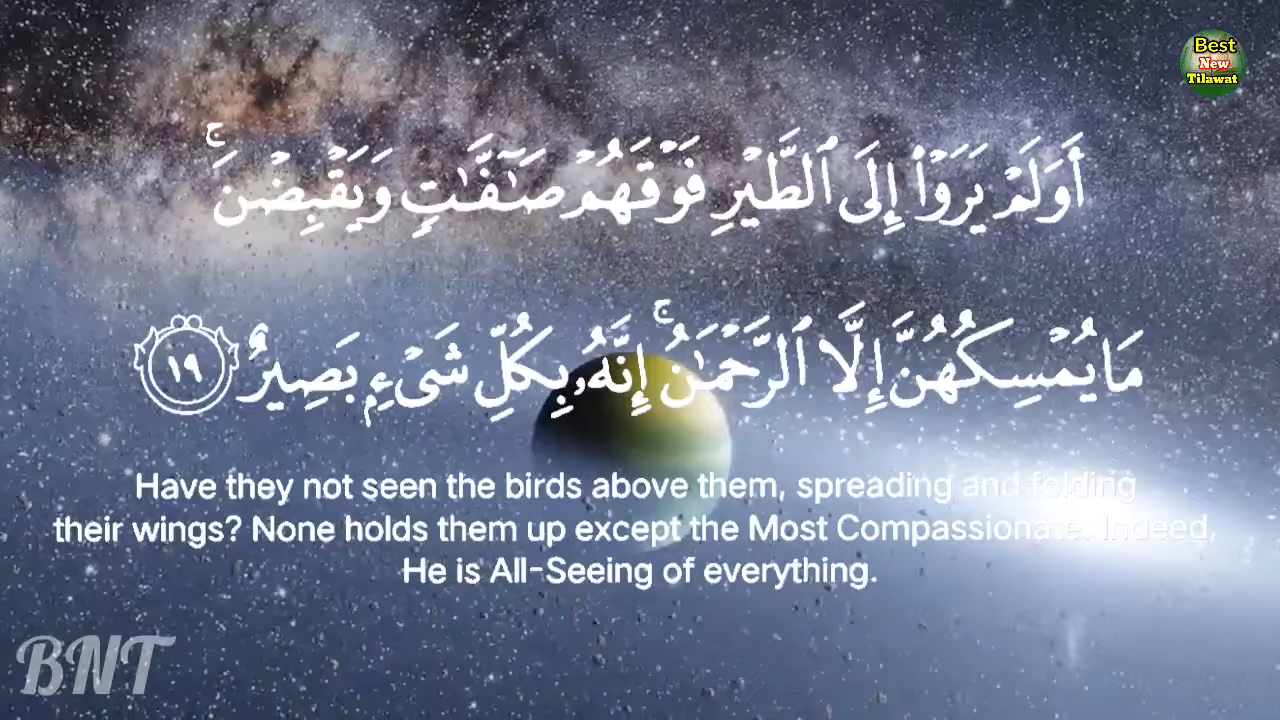 Best
New
Tilawat
أَوَلَمْ يَرَوْا۟ إِلَى ٱلطَّيْرِ فَوْقَهُمْ صَـٰٓفَّـٰتٍ وَيَقْبِضْنَ ۚ
مَا يُمْسِكُهُنَّ إِلَّا ٱلرَّحْمَـٰنُ ۚ إِنَّهُۥ بِكُلِّ شَىْءٍۭ بَصِيرٌ ١٩
Have they not seen the birds above them, spreading and folding
their wings? None holds them up except the Most Compassionate. Indeed,
He is All-Seeing of everything.
BNT